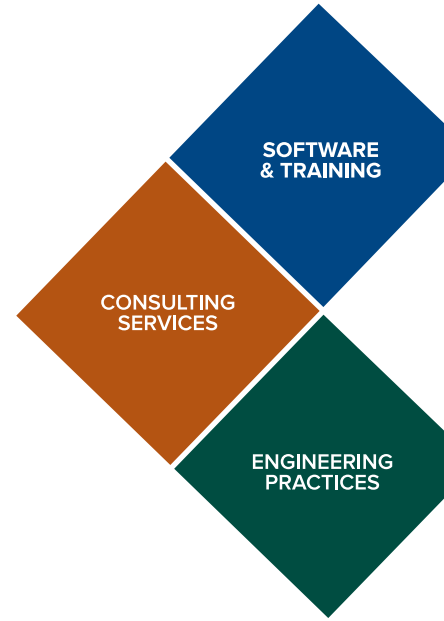 SOFTWARE
& TRAINING
CONSULTING
SERVICES
ENGINEERING
PRACTICES